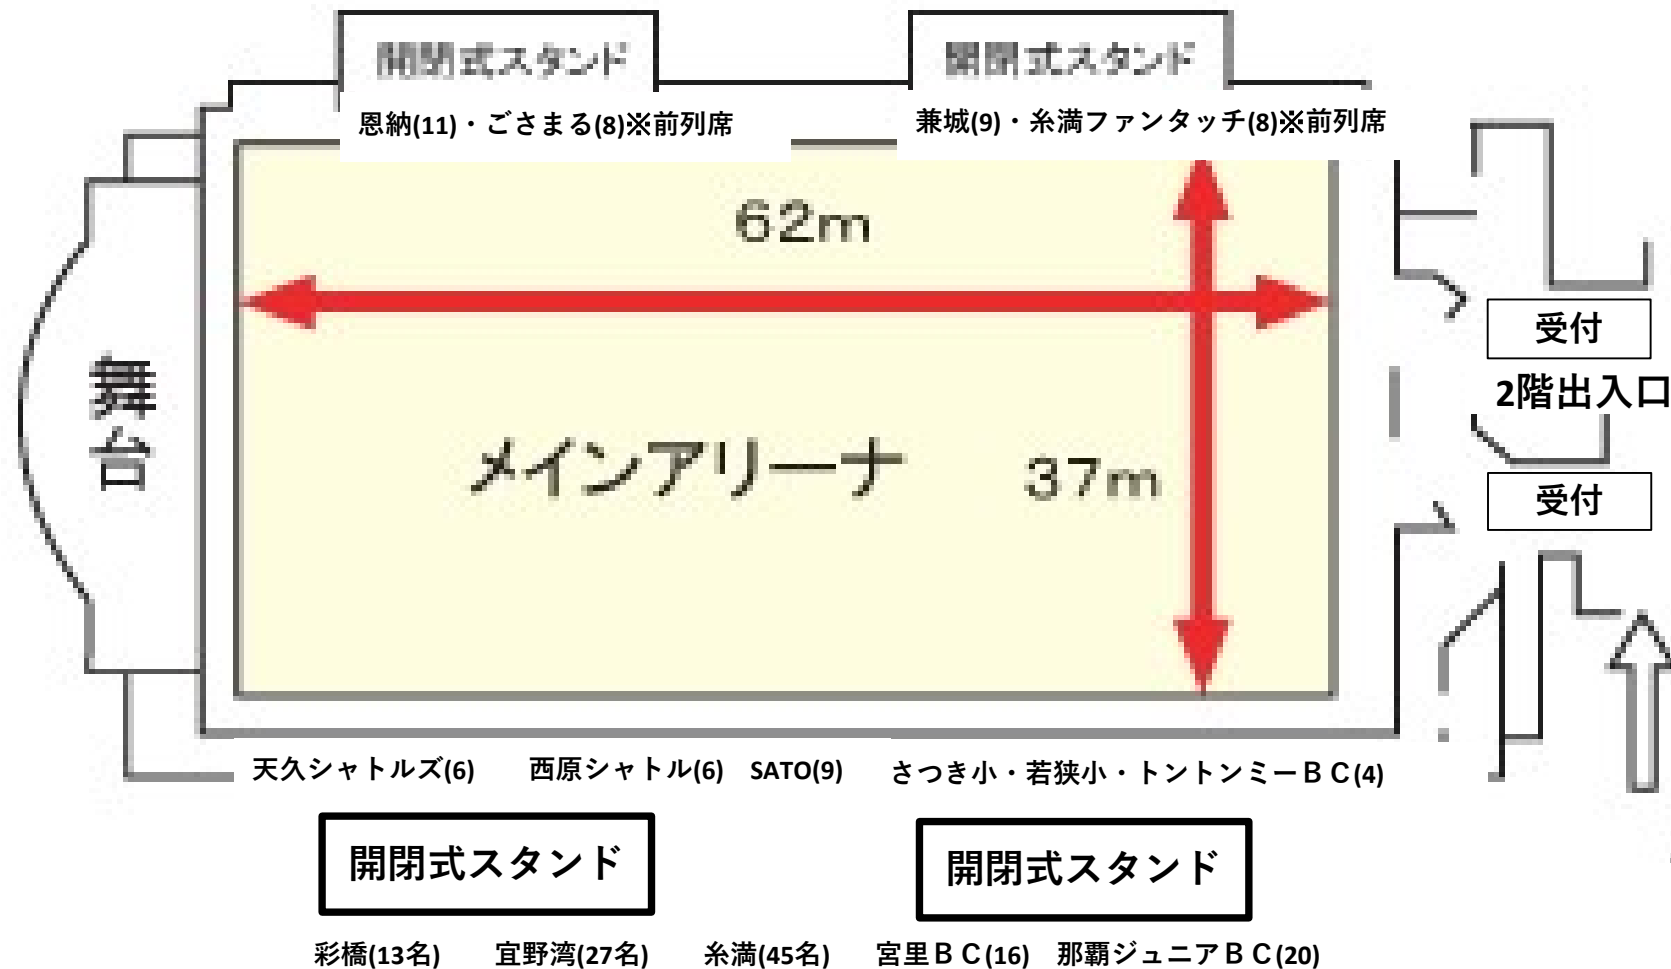 開閉式スタンド 開閉式スタンド
恩納(11)・ごさまる(8)※前列席 兼城(9)・糸満ファンタッチ(8)※前列席
62m
受付
2階出入口
舞台
メインアリーナ 37m
受付
天久シャトルズ(6) 西原シャトル(6) SATO(9) さつき小・若狭小・トントンミーＢＣ(4)
開閉式スタンド 開閉式スタンド
彩橋(13名) 宜野湾(27名) 糸満(45名) 宮里ＢＣ(16) 那覇ジュニアＢＣ(20)